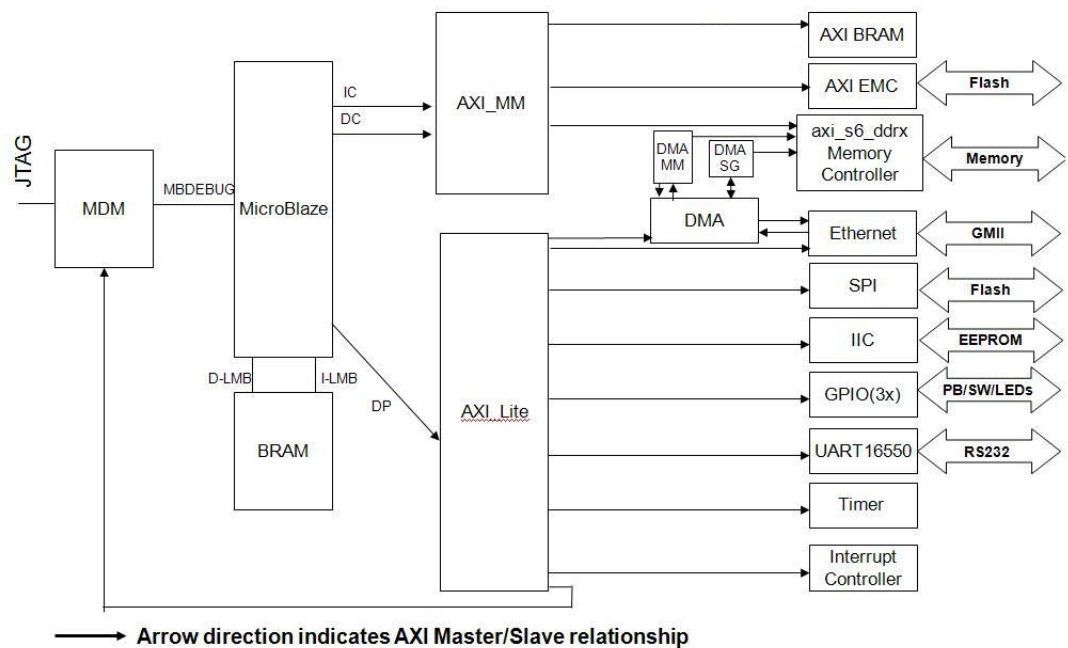 JTAG
MDM
MBDEBUG
MicroBlaze
IC
DC
AXI_MM
D-LMB
I-LMB
BRAM
DP
AXI_Lite
DMA
MM
DMA
SG
DMA
AXI BRAM
AXI EMC
Flash
axi_s6_ddrx
Memory
Controller
Memory
Ethernet
GMII
SPI
Flash
IIC
EEPROM
GPIO(3x)
PB/SW/LEDs
UART16550
RS232
Timer
Interrupt
Controller
Arrow direction indicates AXI Master/Slave relationship